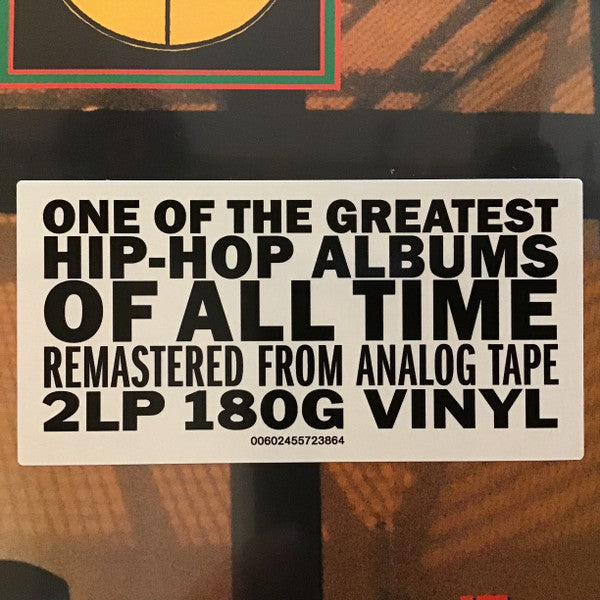 ONE OF THE GREATEST
HIP-HOP ALBUMS
OF ALL TIME
REMASTERED FROM ANALOG TAPE
2LP 180G VINYL
00602455723864